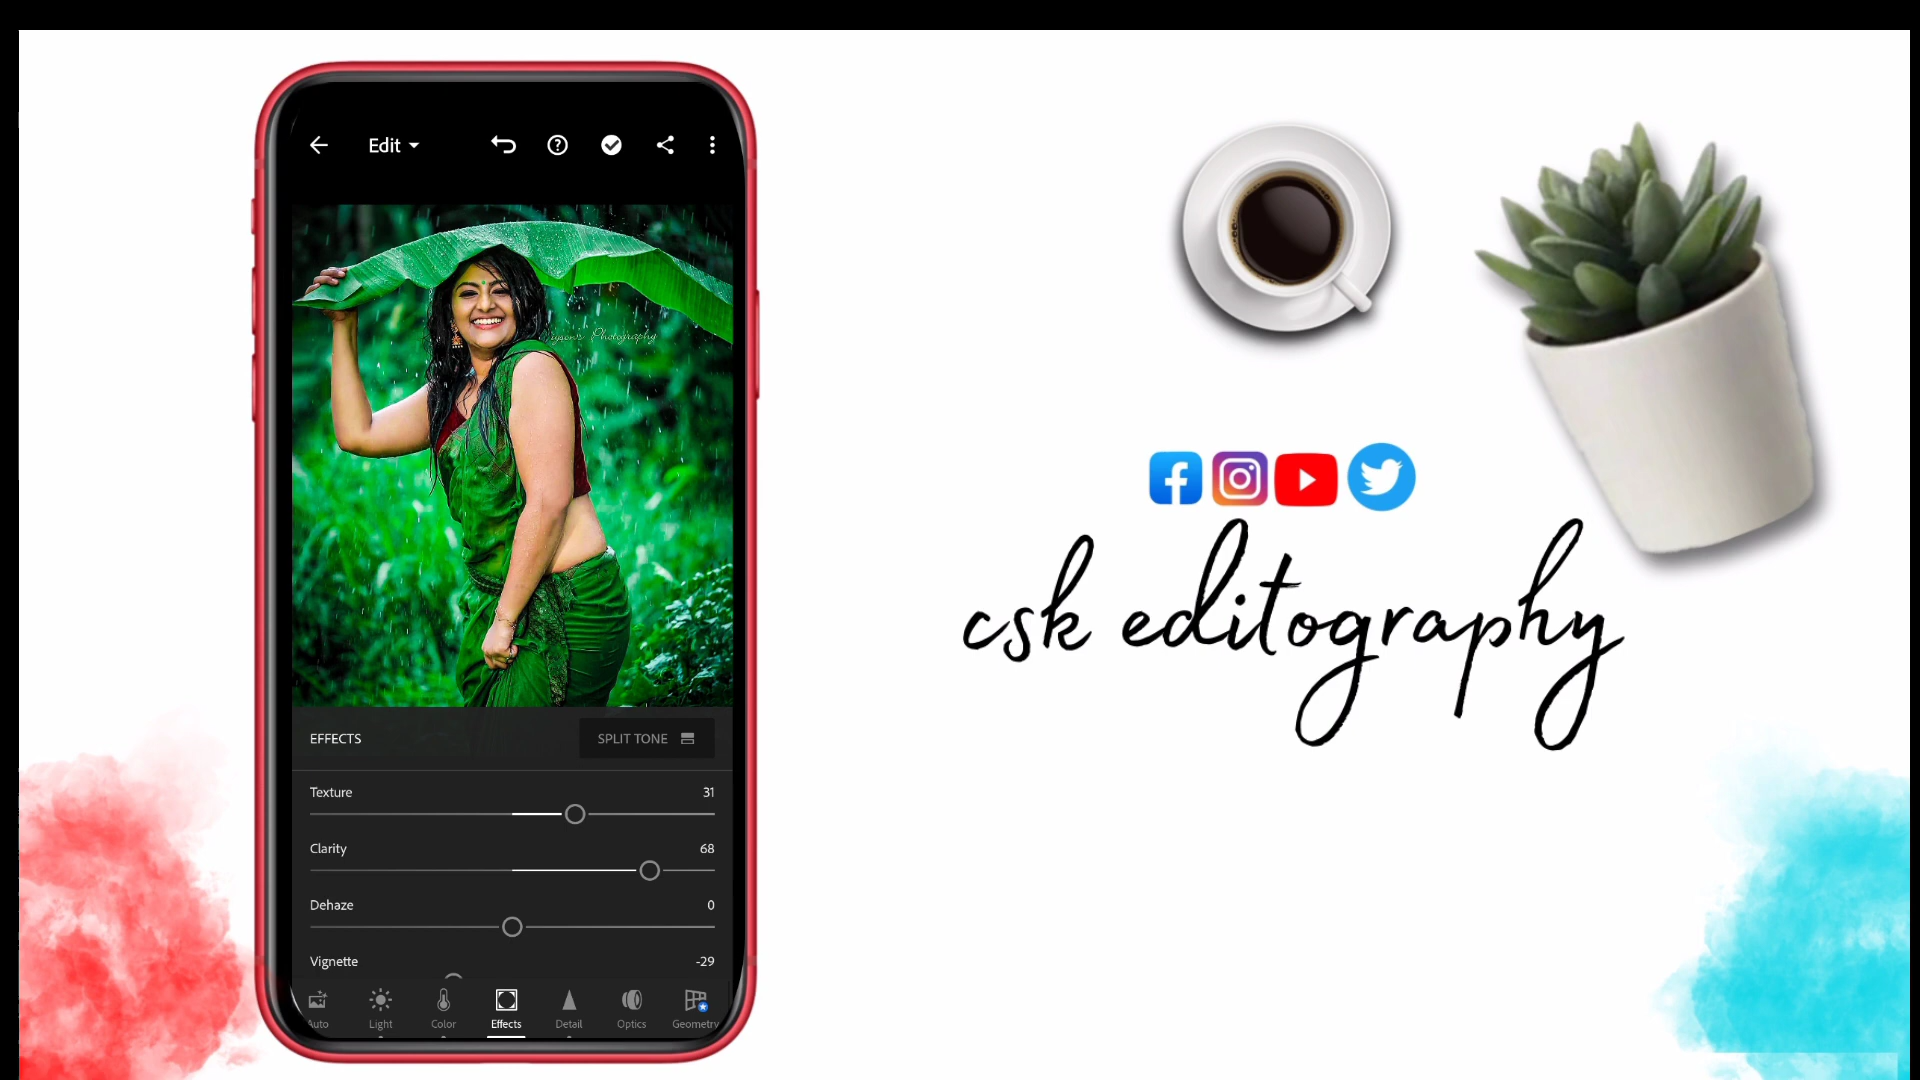 Edit
Photography
EFFECTS
SPLIT TONE
Texture 31
Clarity 68
Dehaze 0
Vignette -29
Auto Light Color Effects Detail Optics Geometry
csk editography